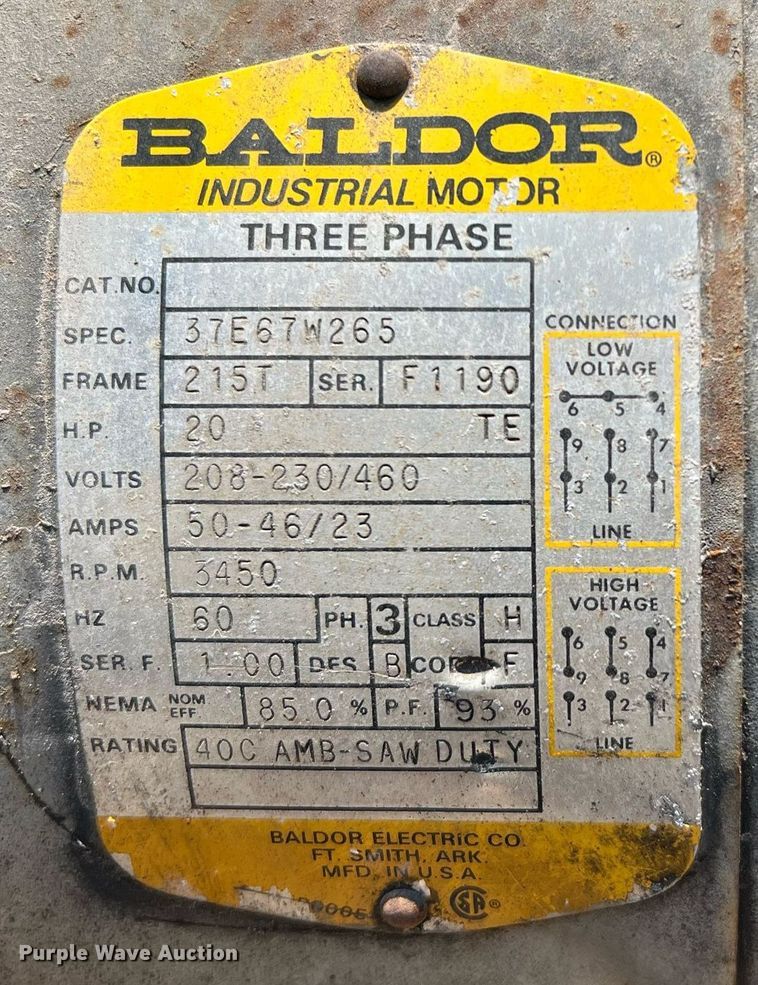 BALDOR®
INDUSTRIAL MOTOR
THREE PHASE
CAT.NO.
SPEC. 37E67W265
FRAME 215T SER. F1190
H.P. 20 TE
VOLTS 208-230/460
AMPS 50-46/23
R.P.M. 3450
HZ 60 PH. 3 CLASS H
SER. F. 1.00 DES B CODE F
NEMA NOM EFF 85.0 % P.F. 93 %
RATING 40C AMB-SAW DUTY
CONNECTION
LOW
VOLTAGE
6 5 4
9 8 7
3 2 1
LINE
HIGH
VOLTAGE
6 5 4
9 8 7
3 2 1
LINE
BALDOR ELECTRIC CO.
FT. SMITH, ARK.
MFD. IN U.S.A.
SA ®
Purple Wave Auction